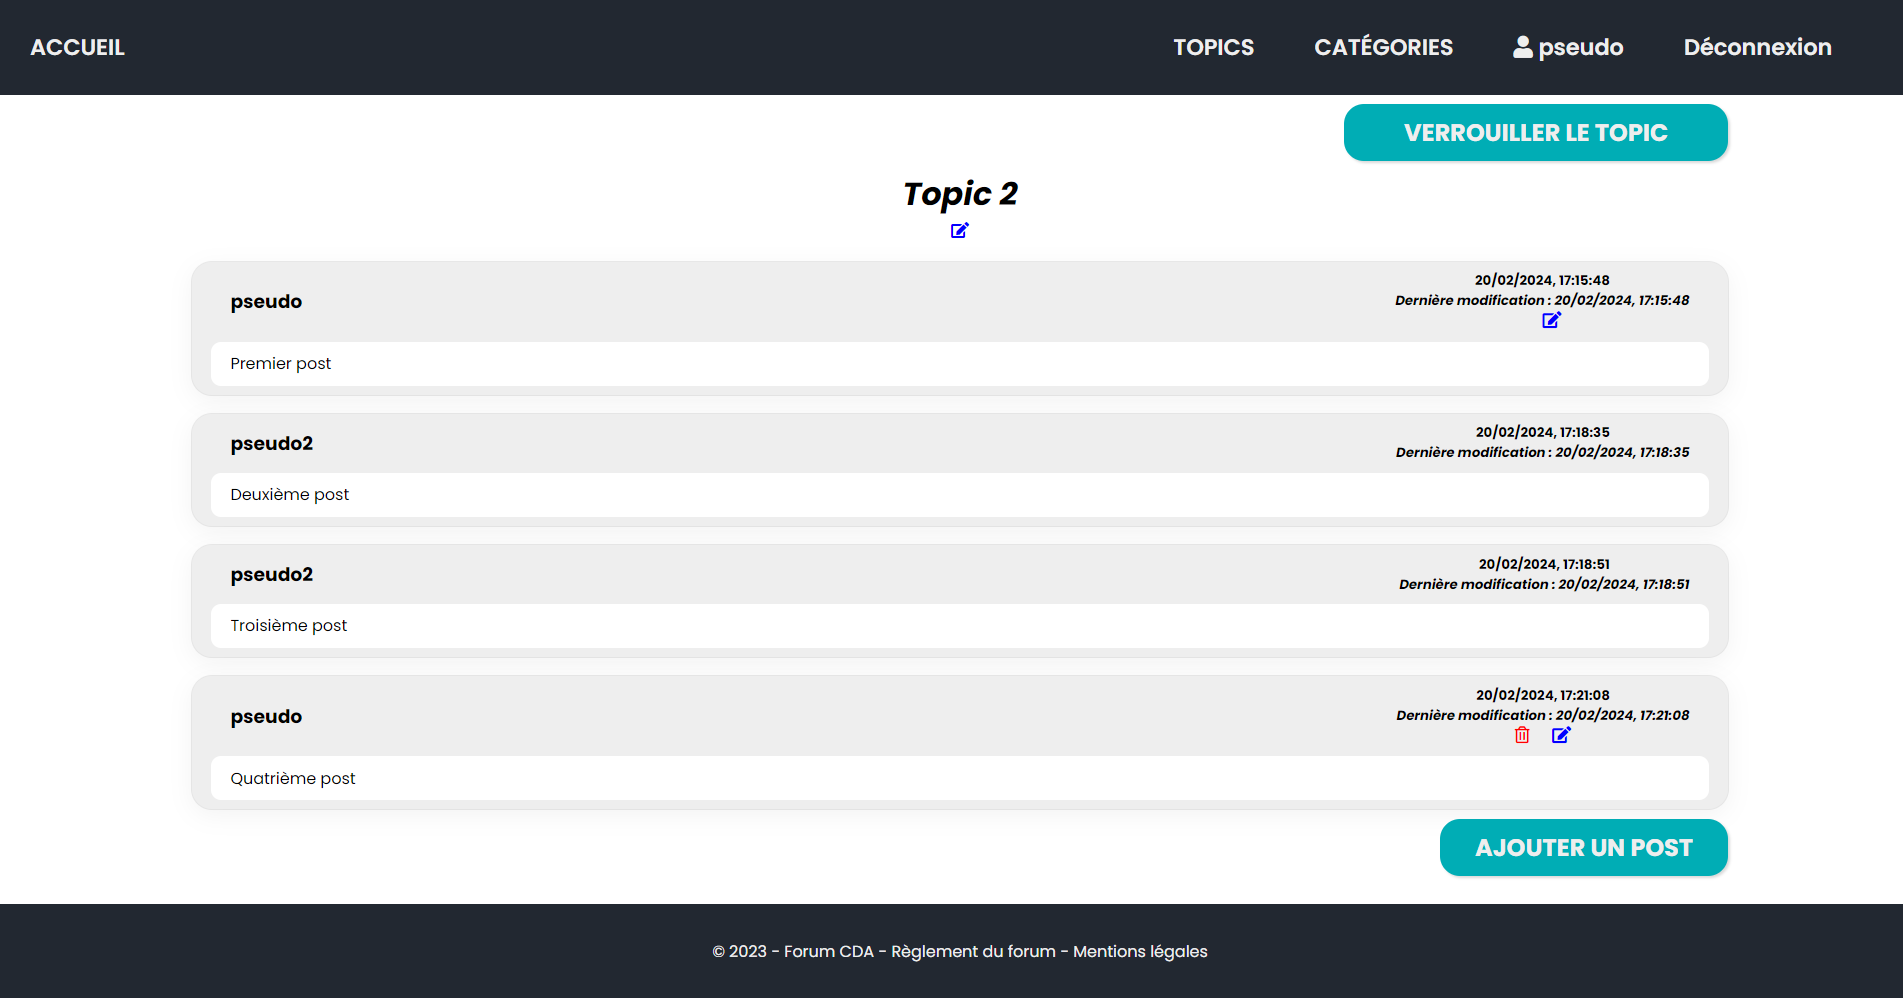 ACCUEIL
TOPICS
CATÉGORIES
pseudo
Déconnexion
VERROUILLER LE TOPIC
Topic 2
pseudo
20/02/2024, 17:15:48
Dernière modification : 20/02/2024, 17:15:48
Premier post
pseudo2
20/02/2024, 17:18:35
Dernière modification : 20/02/2024, 17:18:35
Deuxième post
pseudo2
20/02/2024, 17:18:51
Dernière modification : 20/02/2024, 17:18:51
Troisième post
pseudo
20/02/2024, 17:21:08
Dernière modification : 20/02/2024, 17:21:08
Quatrième post
AJOUTER UN POST
© 2023 - Forum CDA - Règlement du forum - Mentions légales